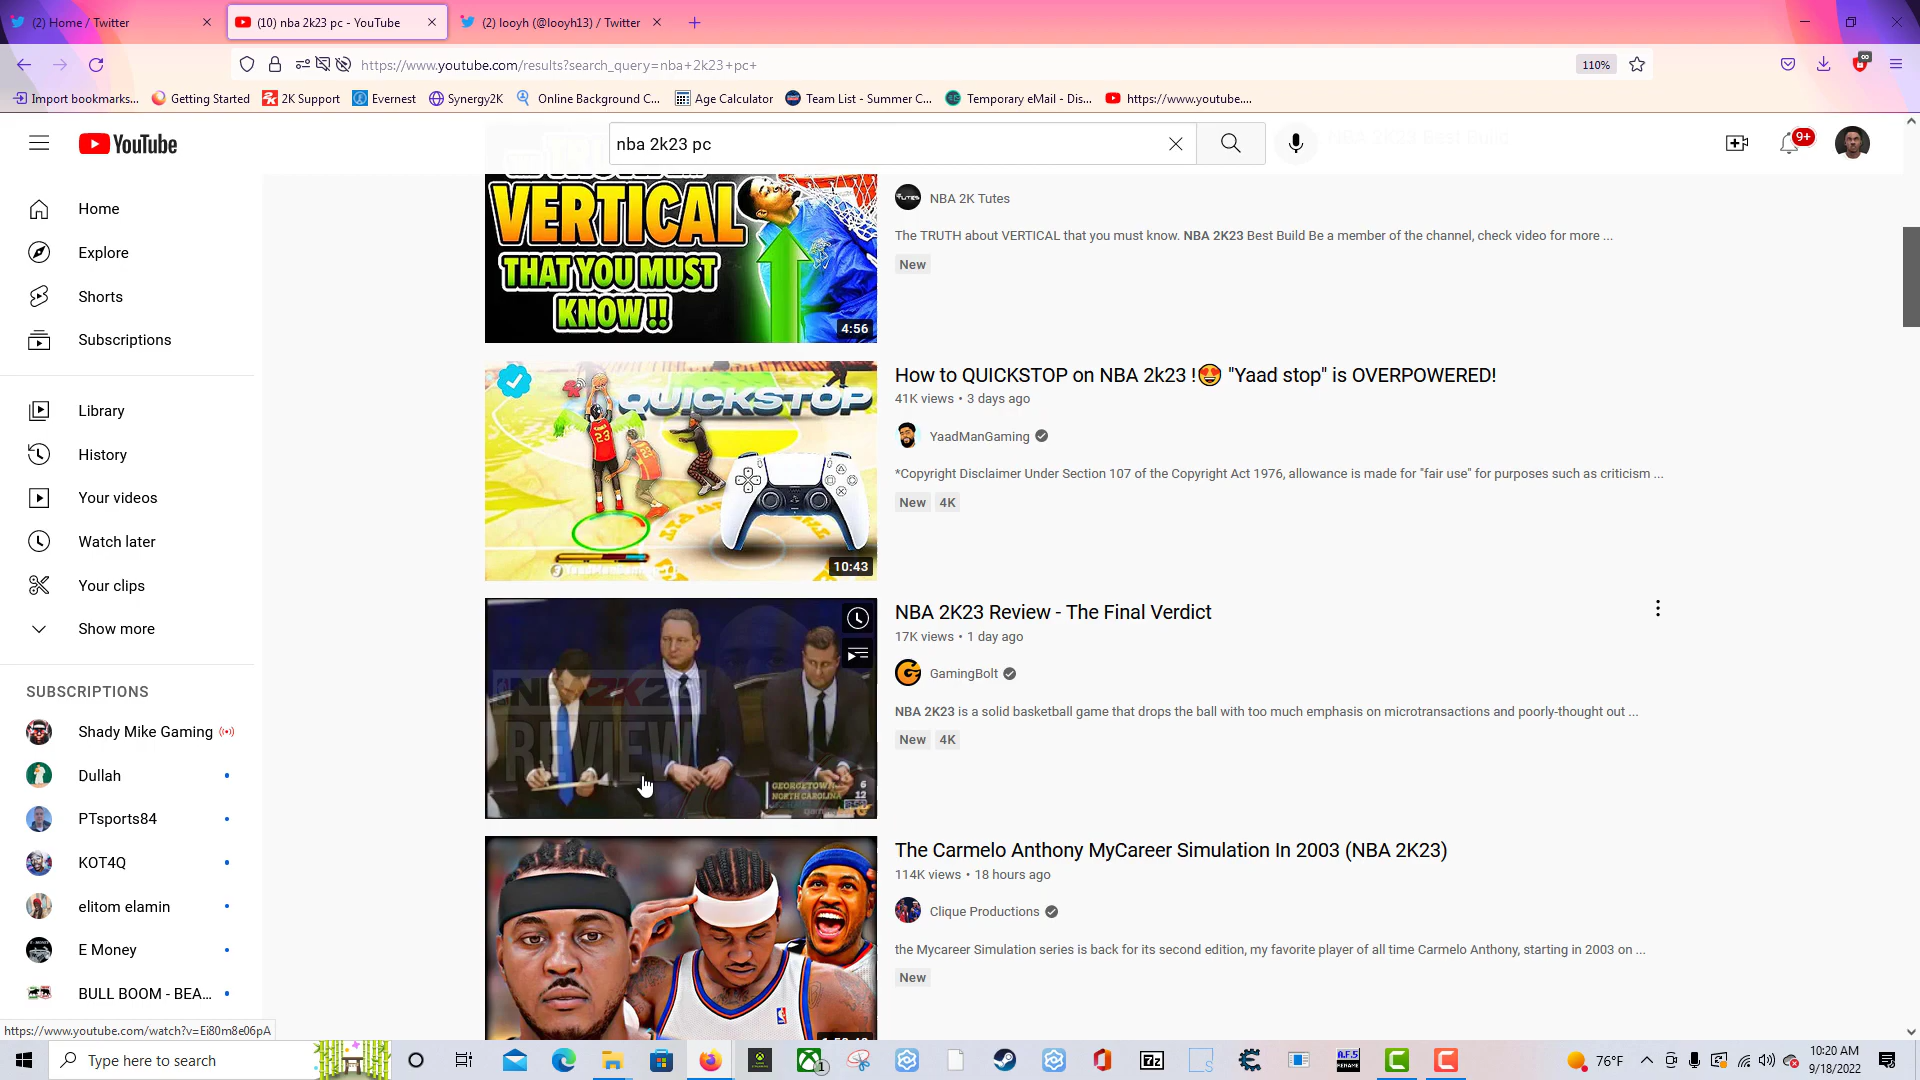 (2) Home / Twitter
(10) nba 2k23 pc - YouTube
(2) looyh (@looyh13) / Twitter
https://www.youtube.com/results?search_query=nba+2k23+pc+
110%
Import bookmarks...
Getting Started
2K Support
Evernest
Synergy2K
Online Background C...
Age Calculator
Team List - Summer C...
Temporary eMail - Dis...
https://www.youtube....
YouTube
nba 2k23 pc
9+
Home
Explore
Shorts
Subscriptions
Library
History
Your videos
Watch later
Your clips
Show more
SUBSCRIPTIONS
Shady Mike Gaming
Dullah
PTsports84
KOT4Q
elitom elamin
E Money
BULL BOOM - BEA...
VERTICAL
THAT YOU MUST
KNOW !!
4:56
NBA 2K Tutes
The TRUTH about VERTICAL that you must know. NBA 2K23 Best Build Be a member of the channel, check video for more ...
New
QUICKSTOP
23
10:43
How to QUICKSTOP on NBA 2k23 !😍 "Yaad stop" is OVERPOWERED!
41K views • 3 days ago
YaadManGaming
*Copyright Disclaimer Under Section 107 of the Copyright Act 1976, allowance is made for "fair use" for purposes such as criticism ...
New 4K
NBA 2K23
REVIEW
GEORGETOWN 6
NORTH CAROLINA 12
NBA 2K23 Review - The Final Verdict
17K views • 1 day ago
GamingBolt
NBA 2K23 is a solid basketball game that drops the ball with too much emphasis on microtransactions and poorly-thought out ...
New 4K
The Carmelo Anthony MyCareer Simulation In 2003 (NBA 2K23)
114K views • 18 hours ago
Clique Productions
the Mycareer Simulation series is back for its second edition, my favorite player of all time Carmelo Anthony, starting in 2003 on ...
New
https://www.youtube.com/watch?v=Ei80m8e06pA
Type here to search
76°F
10:20 AM
9/18/2022